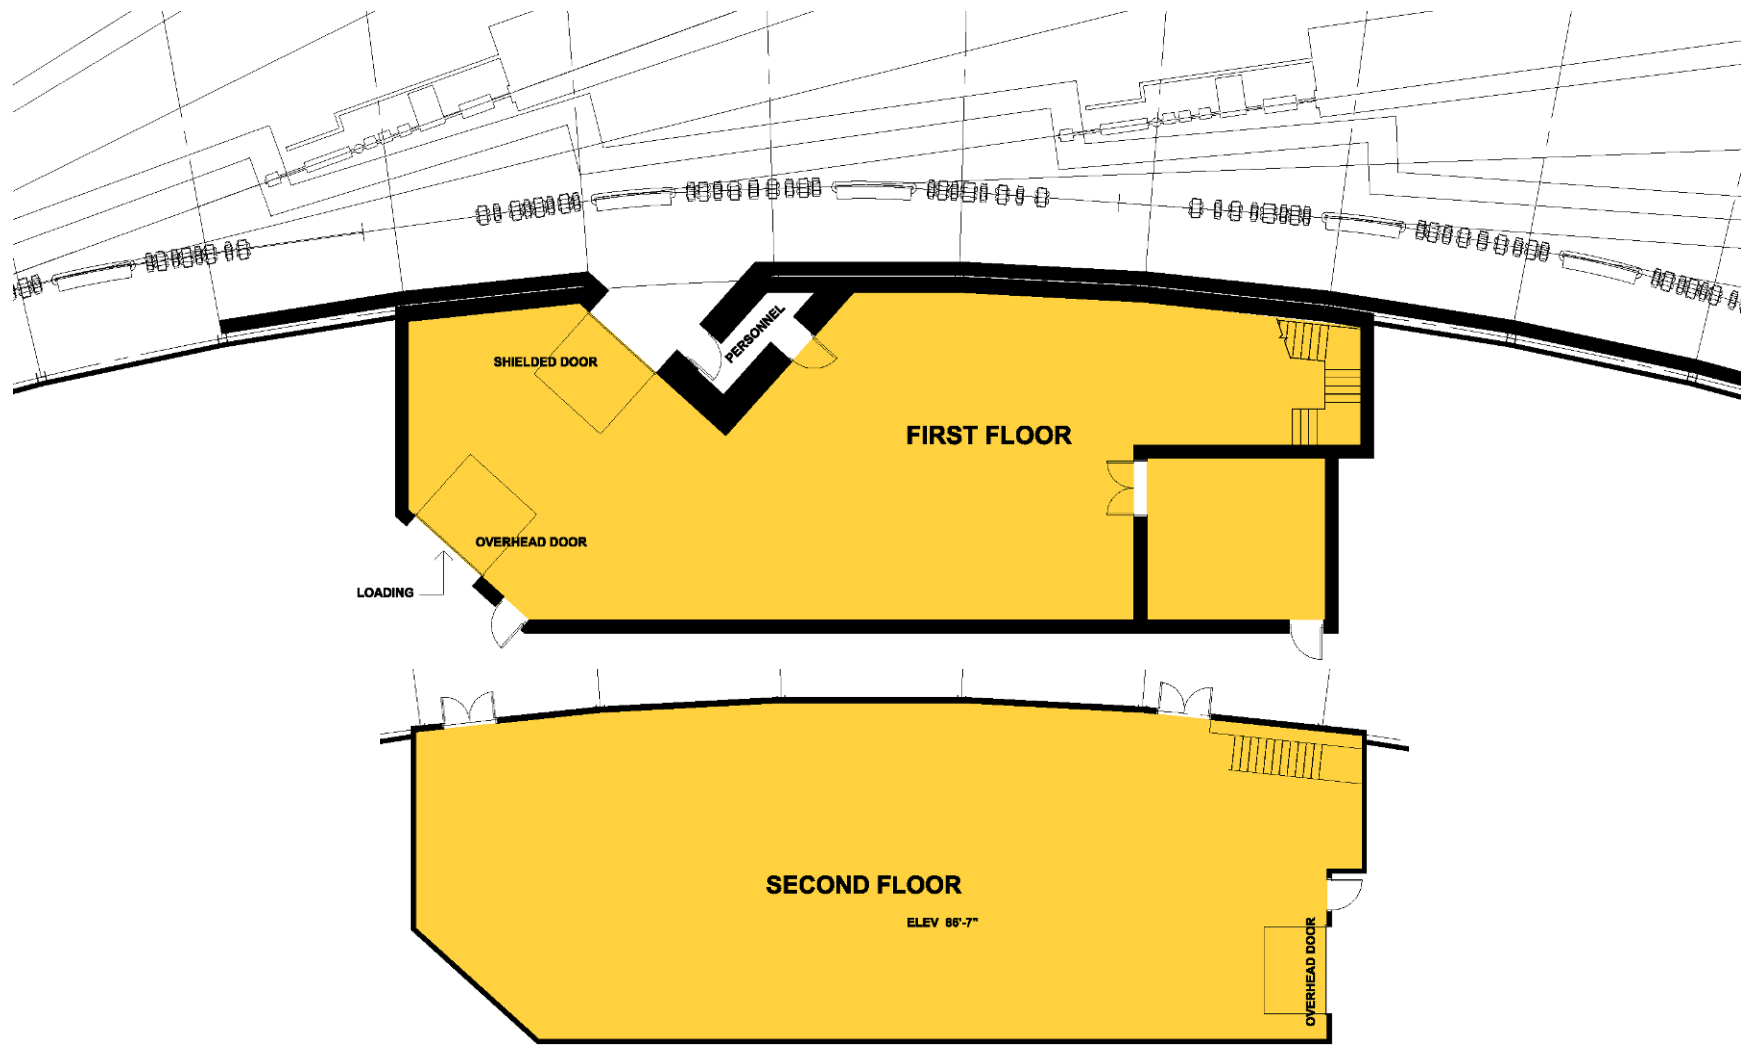 PERSONNEL
SHIELDED DOOR
FIRST FLOOR
OVERHEAD DOOR
LOADING
SECOND FLOOR
ELEV 86'-7"
OVERHEAD DOOR